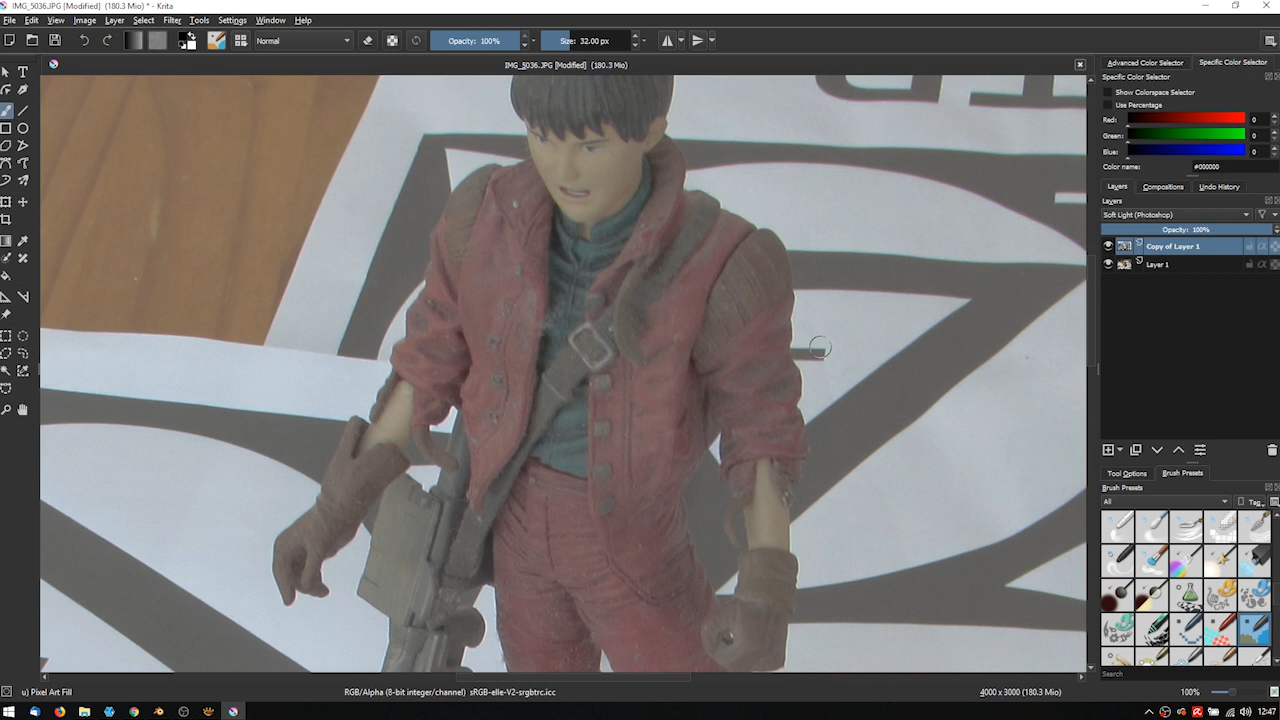 IMG_5036.JPG [Modified] (180.3 Mio) * - Krita
File Edit View Image Layer Select Filter Tools Settings Window Help
Normal Opacity: 100% Size: 32.00 px
IMG_5036.JPG [Modified] (180.3 Mio)
Advanced Color Selector Specific Color Selector
Specific Color Selector
Show Colorspace Selector
Use Percentage
Red: 0
Green: 0
Blue: 0
Color name: #000000
Layers Compositions Undo History
Layers
Soft Light (Photoshop)
Opacity: 100%
Copy of Layer 1
Layer 1
Tool Options Brush Presets
Brush Presets
All Tag
Search
u) Pixel Art Fill RGB/Alpha (8-bit integer/channel) sRGB-elle-V2-srgbtrc.icc 4000 x 3000 (180.3 Mio) 100%
12:47